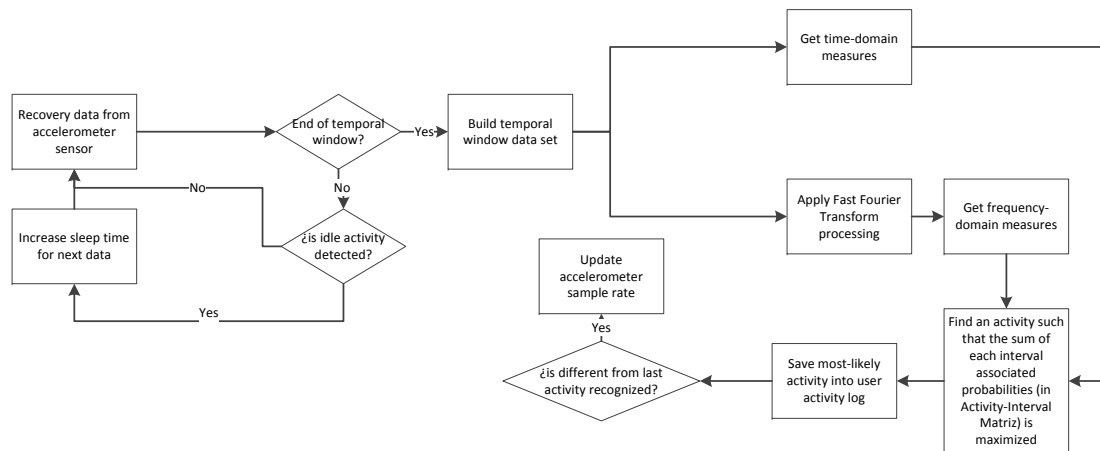 Recovery data from
accelerometer
sensor
End of temporal
window?
Yes
Build temporal
window data set
Get time-domain
measures
No
No
Increase sleep time
for next data
¿is idle activity
detected?
Yes
Apply Fast Fourier
Transform
processing
Get frequency-
domain measures
Update
accelerometer
sample rate
Yes
¿is different from last
activity recognized?
Save most-likely
activity into user
activity log
Find an activity such
that the sum of
each interval
associated
probabilities (in
Activity-Interval
Matriz) is
maximized